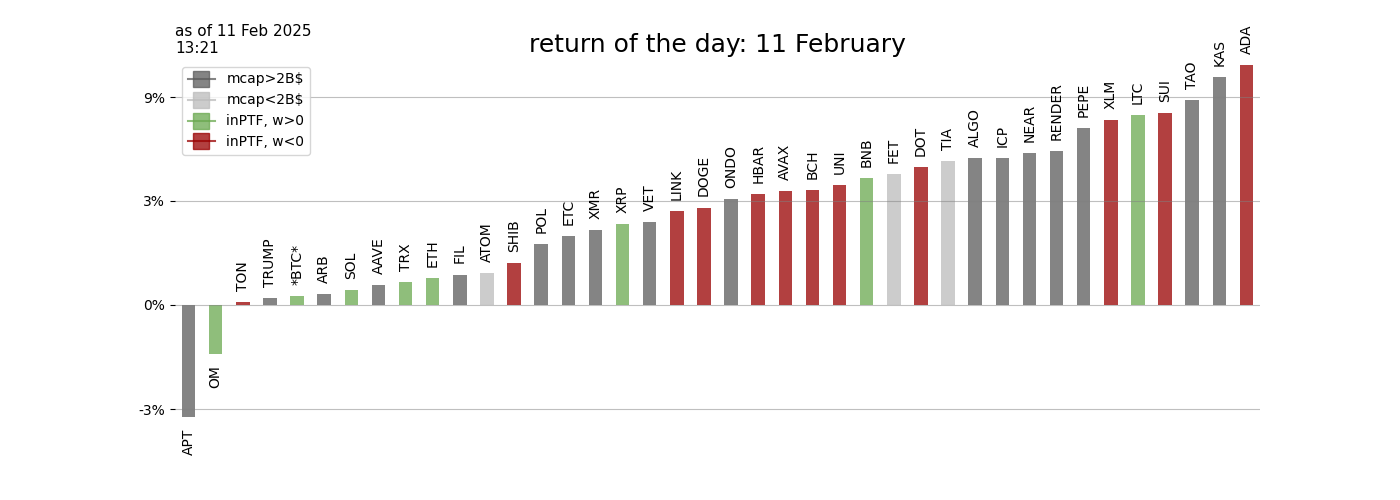 as of 11 Feb 2025
13:21
return of the day: 11 February
mcap>2B$
mcap<2B$
inPTF, w>0
inPTF, w<0
9%
3%
0%
-3%
APT
OM
TON
TRUMP
*BTC*
ARB
SOL
AAVE
TRX
ETH
FIL
ATOM
SHIB
POL
ETC
XMR
XRP
VET
LINK
DOGE
ONDO
HBAR
AVAX
BCH
UNI
BNB
FET
DOT
TIA
ALGO
ICP
NEAR
RENDER
PEPE
XLM
LTC
SUI
TAO
KAS
ADA